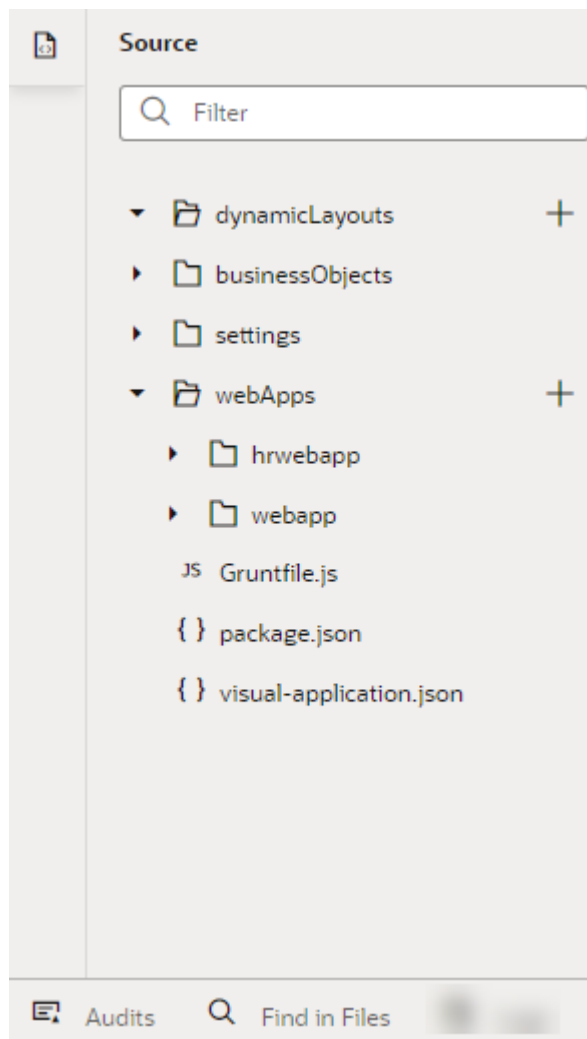 Source
Filter
dynamicLayouts
businessObjects
settings
webApps
hrwebapp
webapp
JS Gruntfile.js
{ } package.json
{ } visual-application.json
Audits Find in Files